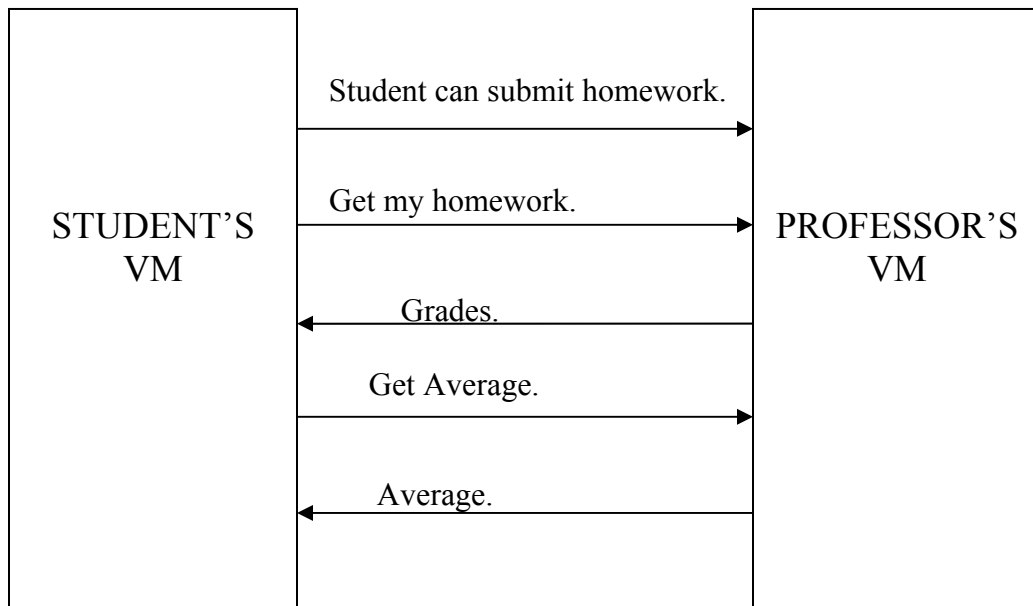 Student can submit homework.
Get my homework.
STUDENT’S
VM
PROFESSOR’S
VM
Grades.
Get Average.
Average.